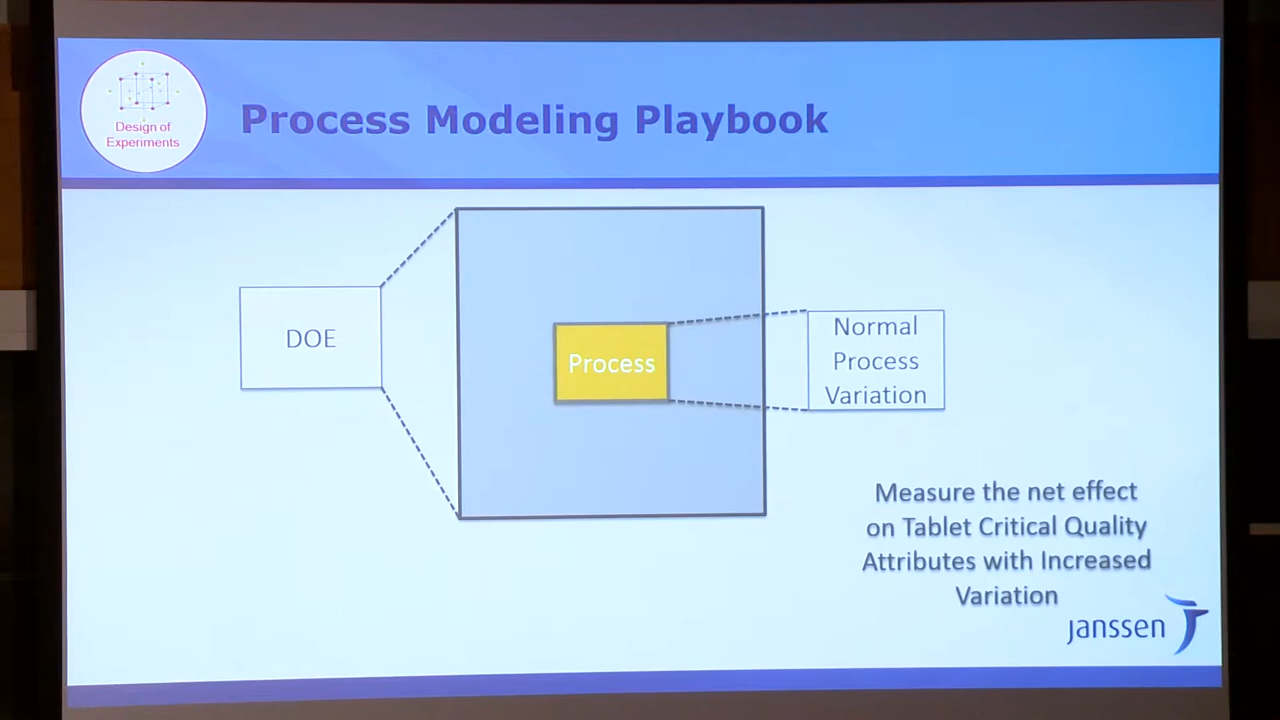 Design of
Experiments
Process Modeling Playbook
DOE
Process
Normal
Process
Variation
Measure the net effect
on Tablet Critical Quality
Attributes with Increased
Variation
janssen